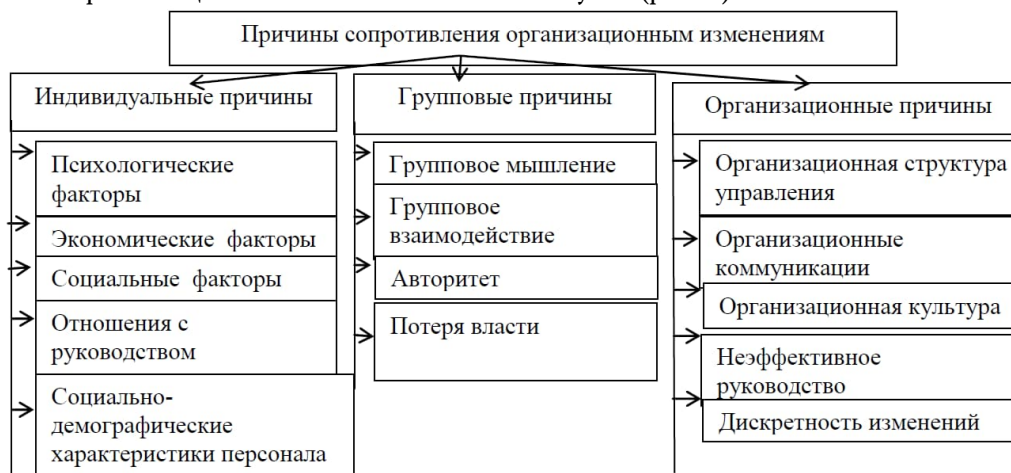 Причины сопротивления организационным изменениям
Индивидуальные причины
Психологические
факторы
Экономические факторы
Социальные факторы
Отношения с
руководством
Социально-
демографические
характеристики персонала
Групповые причины
Групповое мышление
Групповое
взаимодействие
Авторитет
Потеря власти
Организационные причины
Организационная структура
управления
Организационные
коммуникации
Организационная культура
Неэффективное
руководство
Дискретность изменений